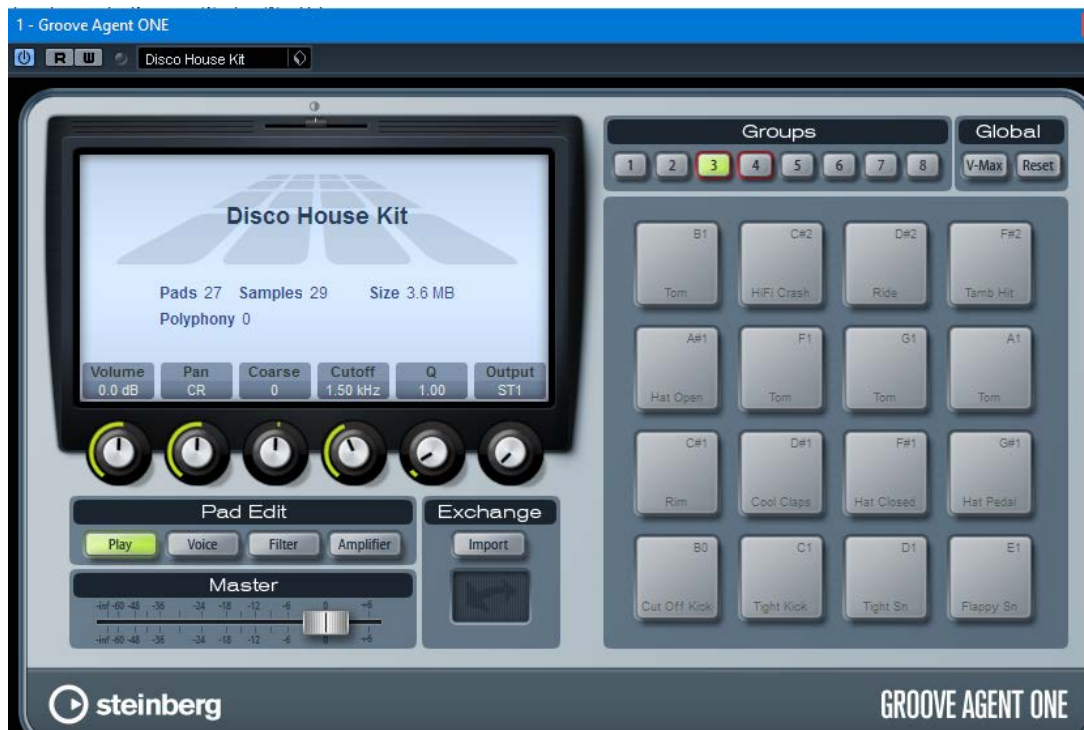 1 - Groove Agent ONE
R W Disco House Kit
Groups Global
1 2 3 4 5 6 7 8 V-Max Reset
Disco House Kit
Pads 27 Samples 29 Size 3.6 MB
Polyphony 0
Volume Pan Coarse Cutoff Q Output
0.0 dB CR 0 1.50 kHz 1.00 ST1
B1 C#2 D#2 F#2
Tom HiFi Crash Ride Tamb Hit
A#1 F1 G1 A1
Hat Open Tom Tom Tom
C#1 D#1 F#1 G#1
Rim Cool Claps Hat Closed Hat Pedal
B0 C1 D1 E1
Cut Off Kick Tight Kick Tight Sn Flappy Sn
Pad Edit Exchange
Play Voice Filter Amplifier Import
Master
-inf -60 -48 -36 -24 -18 -12 -6 0 +6
-inf -60 -48 -36 -24 -18 -12 -6 0 +6
steinberg GROOVE AGENT ONE